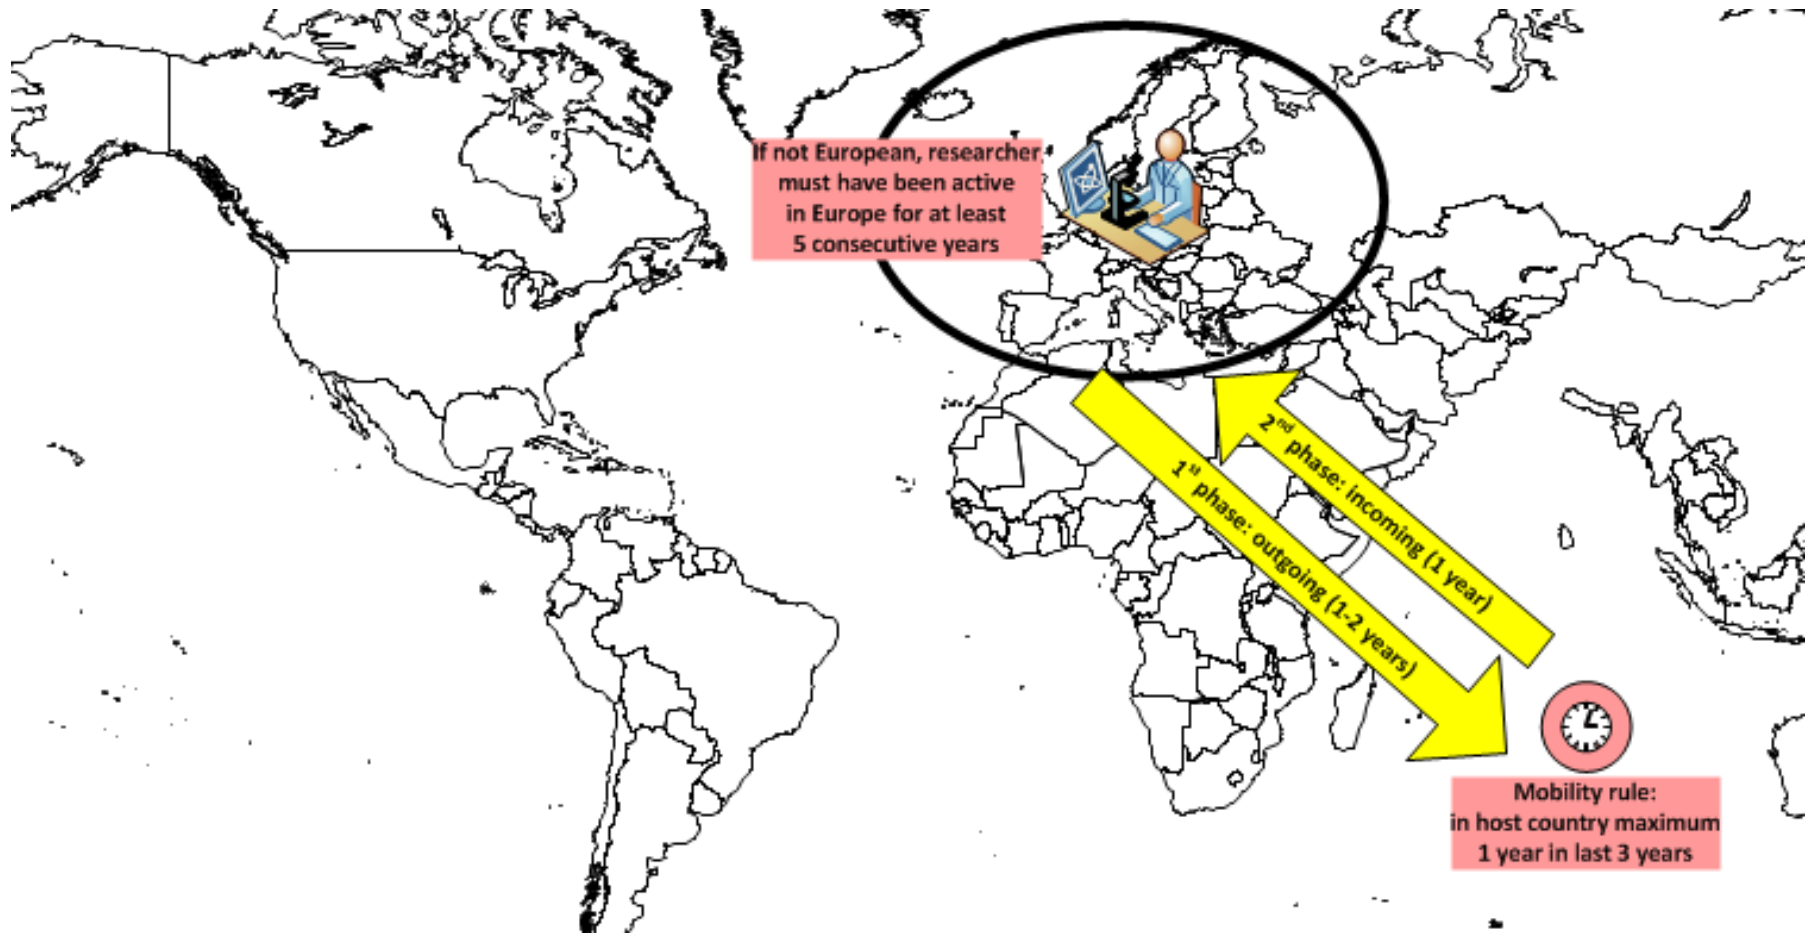 If not European, researcher
must have been active
in Europe for at least
5 consecutive years
2nd phase: incoming (1 year)
1st phase: outgoing (1-2 years)
Mobility rule:
in host country maximum
1 year in last 3 years